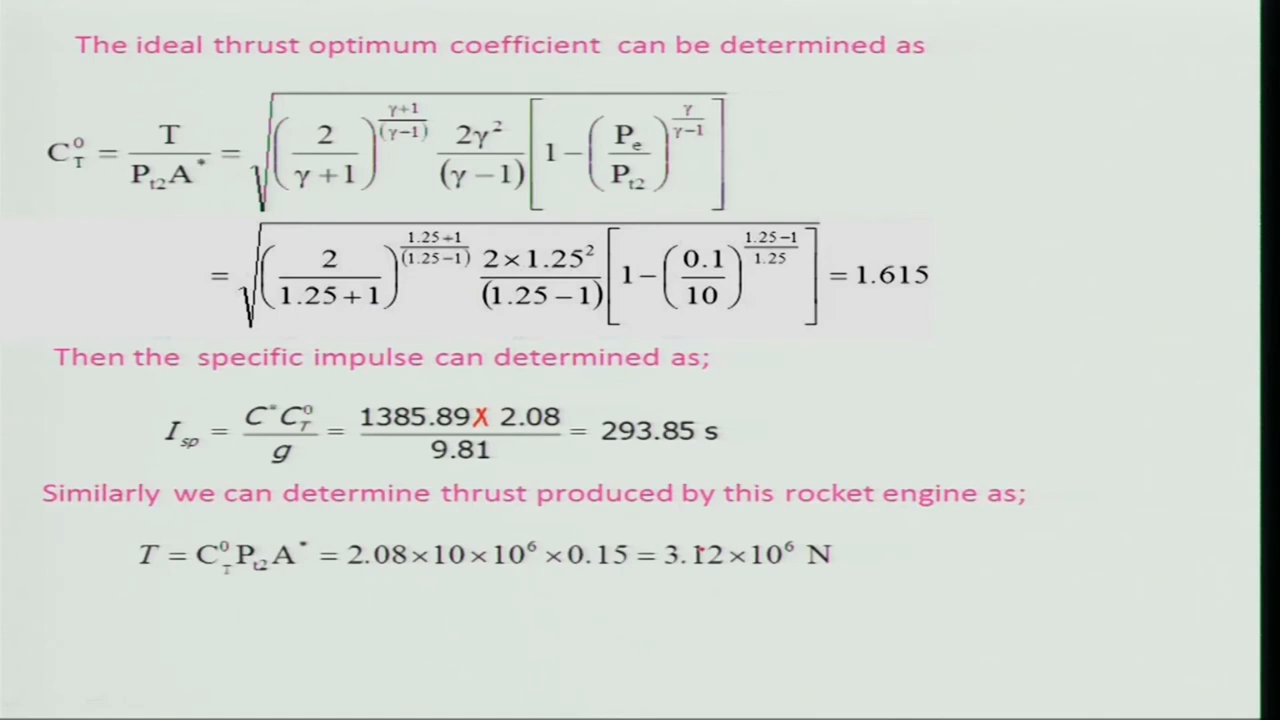 The ideal thrust optimum coefficient can be determined as
C_T^0 = T / (P_t2 A^*) = √( (2 / (γ+1))^((γ+1)/(γ−1)) 2γ² / (γ−1) [1 − (P_e / P_t2)^(γ/(γ−1))] )
= √( (2 / (1.25+1))^((1.25+1)/(1.25−1)) 2×1.25² / (1.25−1) [1 − (0.1 / 10)^((1.25−1)/1.25)] ) = 1.615
Then the specific impulse can determined as;
I_sp = C^* C_T^0 / g = 1385.89 X 2.08 / 9.81 = 293.85 s
Similarly we can determine thrust produced by this rocket engine as;
T = C_T^0 P_t2 A^* = 2.08×10×10⁶ ×0.15 = 3.12×10⁶ N